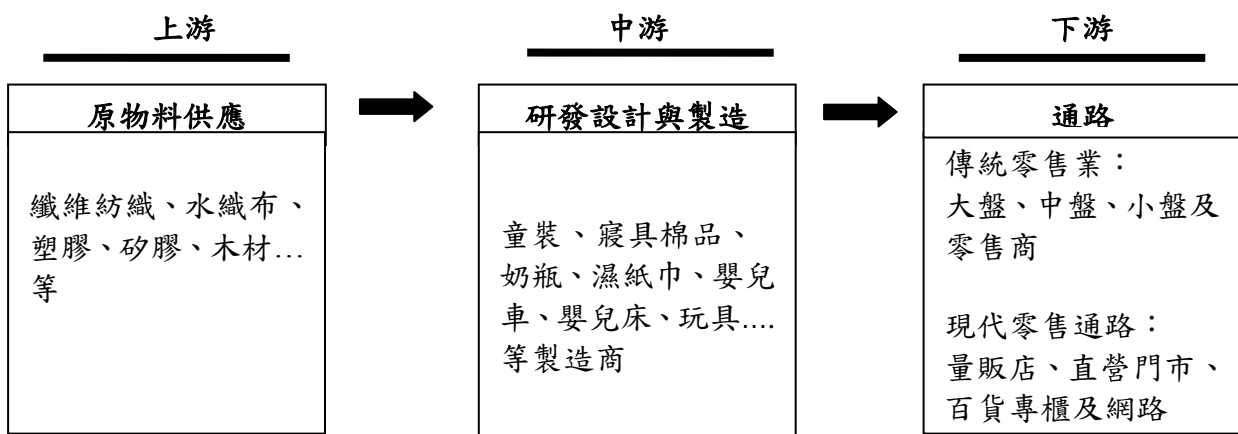 上游
中游
下游
原物料供應
研發設計與製造
通路
纖維紡織、水織布、
塑膠、矽膠、木材…
等
童裝、寢具棉品、
奶瓶、濕紙巾、嬰兒
車、嬰兒床、玩具....
等製造商
傳統零售業：
大盤、中盤、小盤及
零售商
現代零售通路：
量販店、直營門市、
百貨專櫃及網路